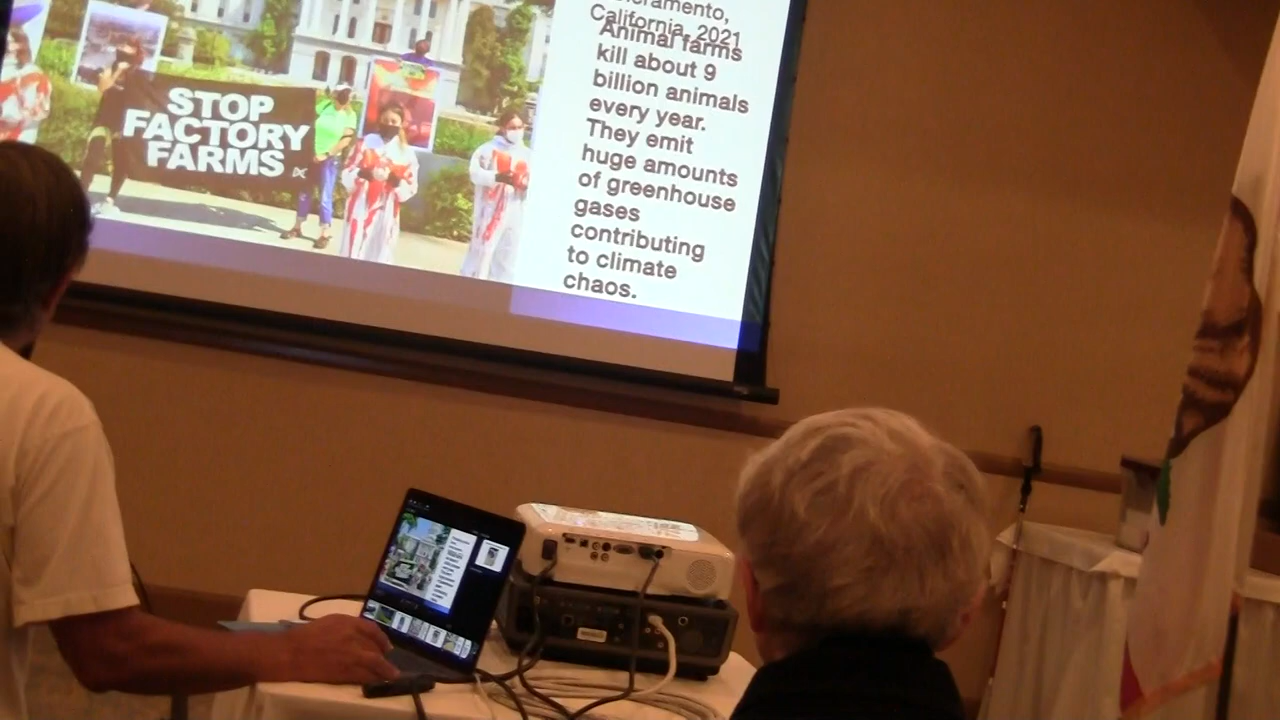 STOP
FACTORY
FARMS
Sacramento,
California, 2021
Animal farms
kill about 9
billion animals
every year.
They emit
huge amounts
of greenhouse
gases
contributing
to climate
chaos.